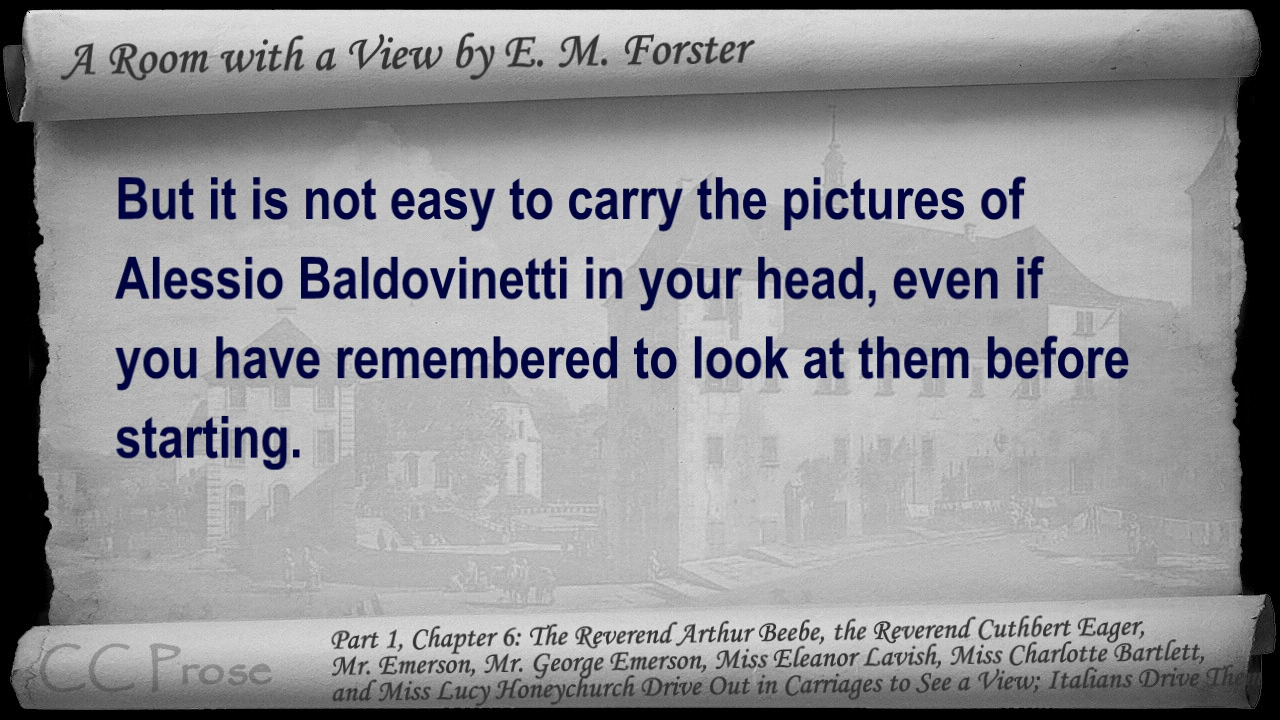 A Room with a View by E. M. Forster
But it is not easy to carry the pictures of
Alessio Baldovinetti in your head, even if
you have remembered to look at them before
starting.
CC Prose
Part 1, Chapter 6: The Reverend Arthur Beebe, the Reverend Cuthbert Eager,
Mr. Emerson, Mr. George Emerson, Miss Eleanor Lavish, Miss Charlotte Bartlett,
and Miss Lucy Honeychurch Drive Out in Carriages to See a View; Italians Drive